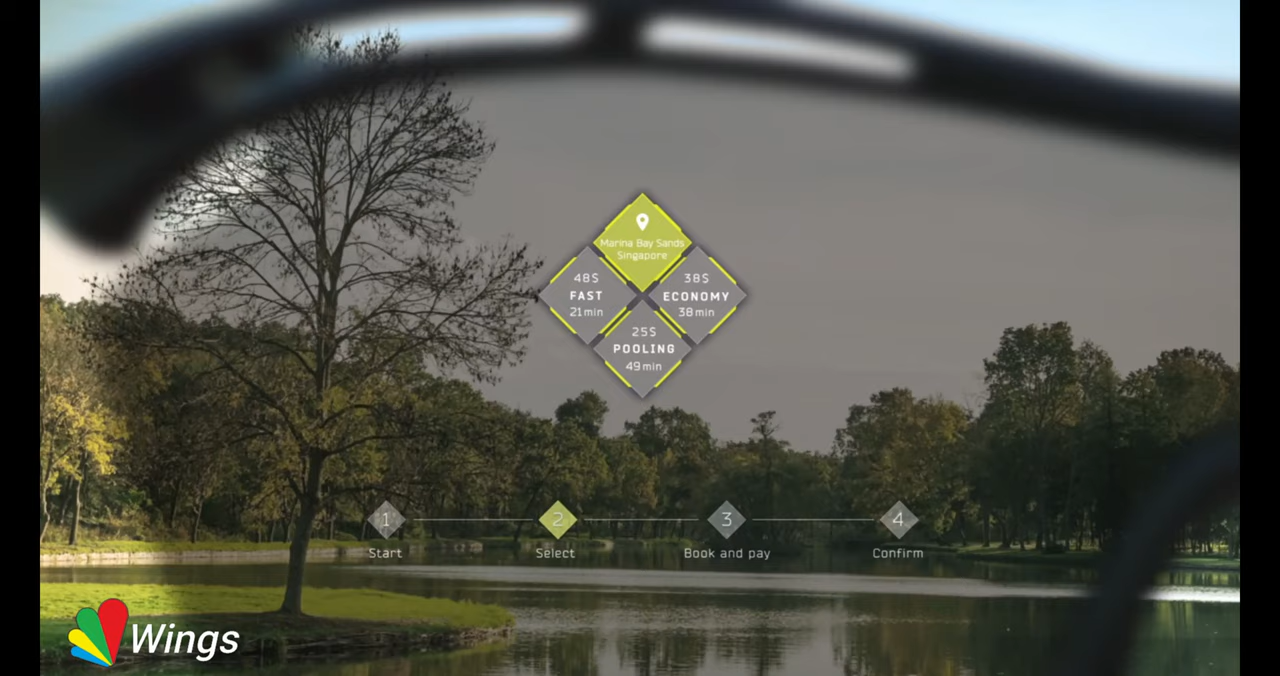 Marina Bay Sands
Singapore
48S
FAST
21min
38S
ECONOMY
38min
25S
POOLING
49min
1
2
3
4
Start
Select
Book and pay
Confirm
Wings